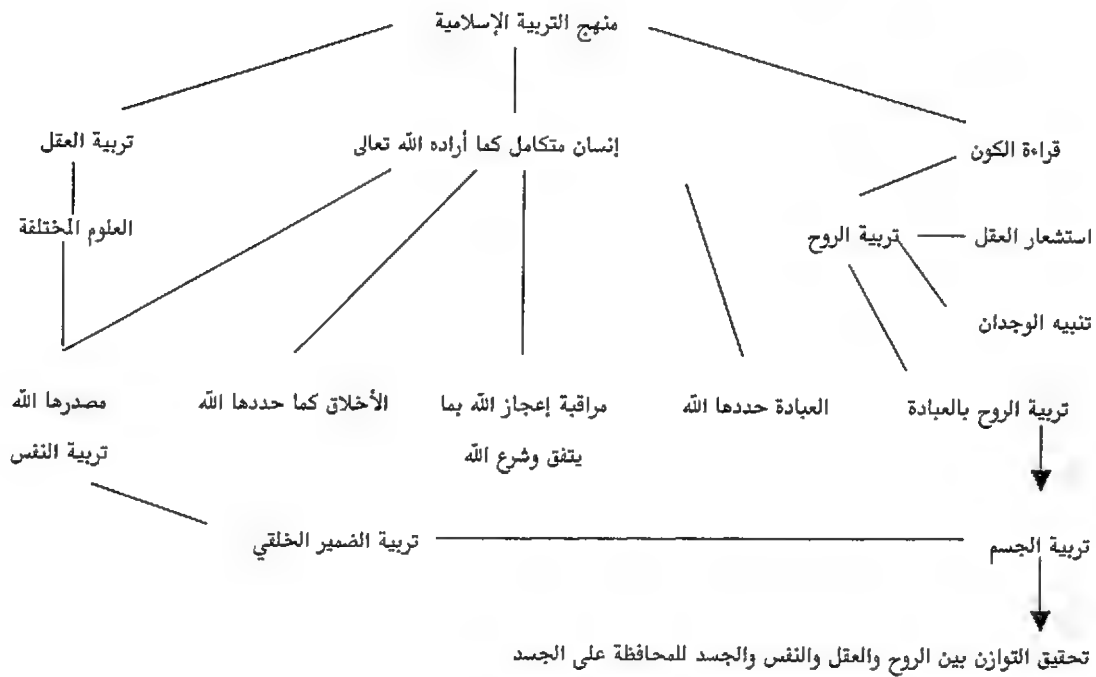 منهج التربية الإسلامية
قراءة الكون
إنسان متكامل كما أراده الله تعالى
تربية العقل
استشعار العقل
تربية الروح
العلوم المختلفة
تنبيه الوجدان
تربية الروح بالعبادة
العبادة حددها الله
مراقبة إعجاز الله بما
يتفق وشرع الله
الأخلاق كما حددها الله
مصدرها الله
تربية النفس
تربية الجسم
تربية الضمير الخلقي
تحقيق التوازن بين الروح والعقل والنفس والجسد للمحافظة على الجسد